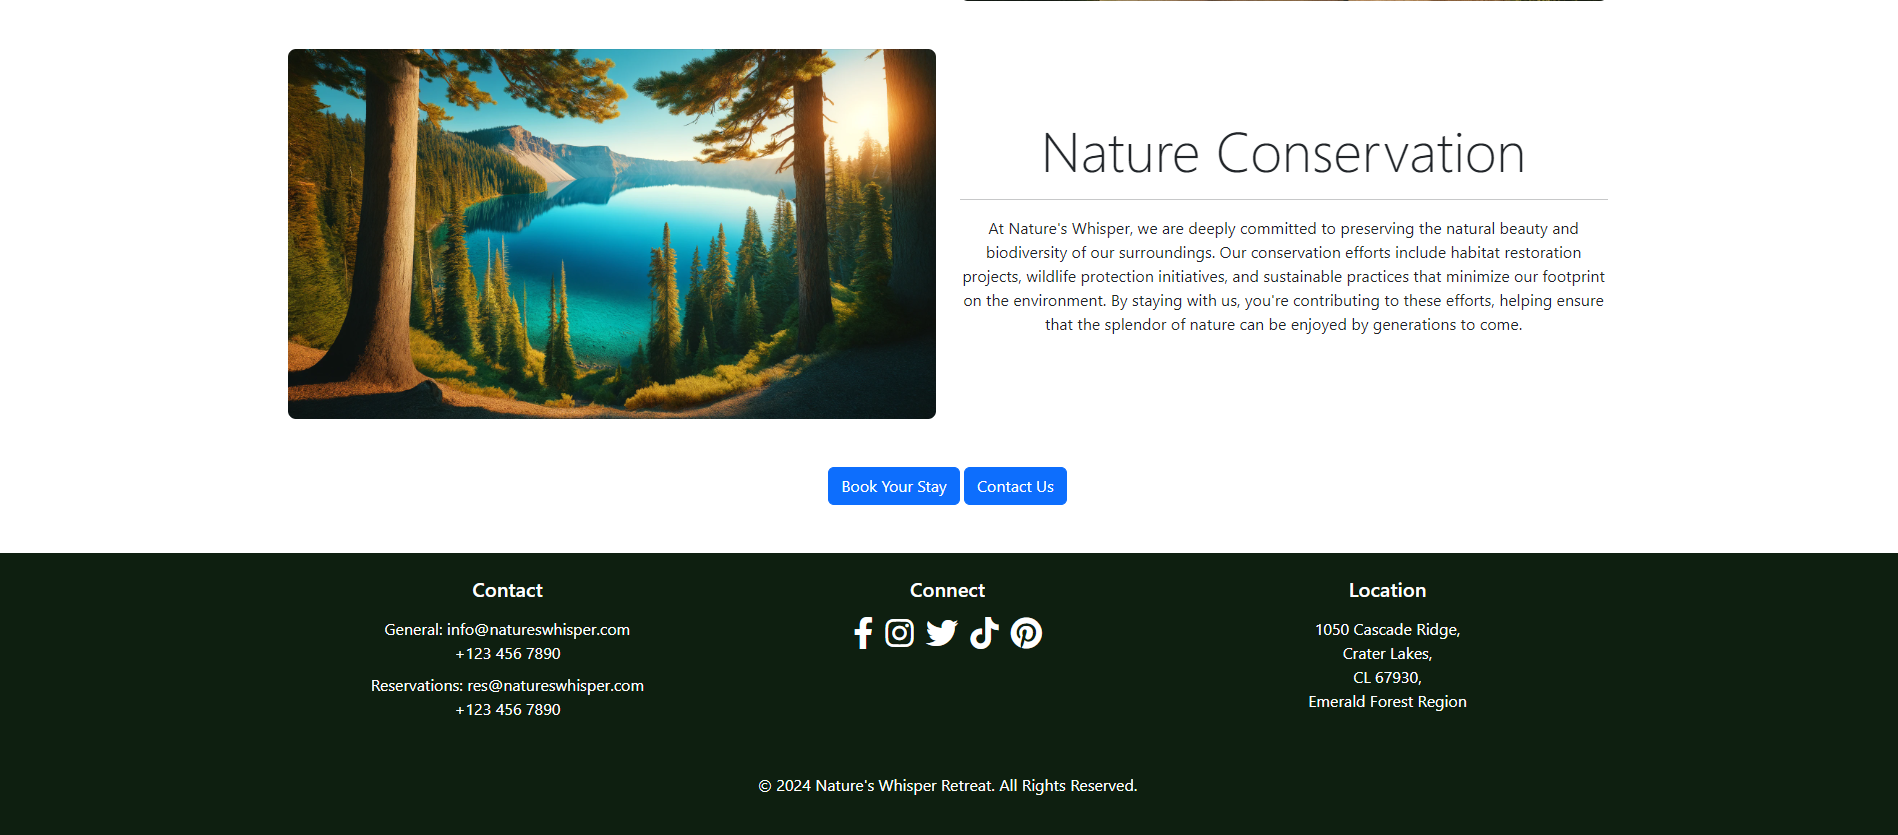 Nature Conservation
At Nature's Whisper, we are deeply committed to preserving the natural beauty and
biodiversity of our surroundings. Our conservation efforts include habitat restoration
projects, wildlife protection initiatives, and sustainable practices that minimize our footprint
on the environment. By staying with us, you're contributing to these efforts, helping ensure
that the splendor of nature can be enjoyed by generations to come.
Book Your Stay
Contact Us
Contact
General: info@natureswhisper.com
+123 456 7890
Reservations: res@natureswhisper.com
+123 456 7890
Connect
Location
1050 Cascade Ridge,
Crater Lakes,
CL 67930,
Emerald Forest Region
© 2024 Nature's Whisper Retreat. All Rights Reserved.